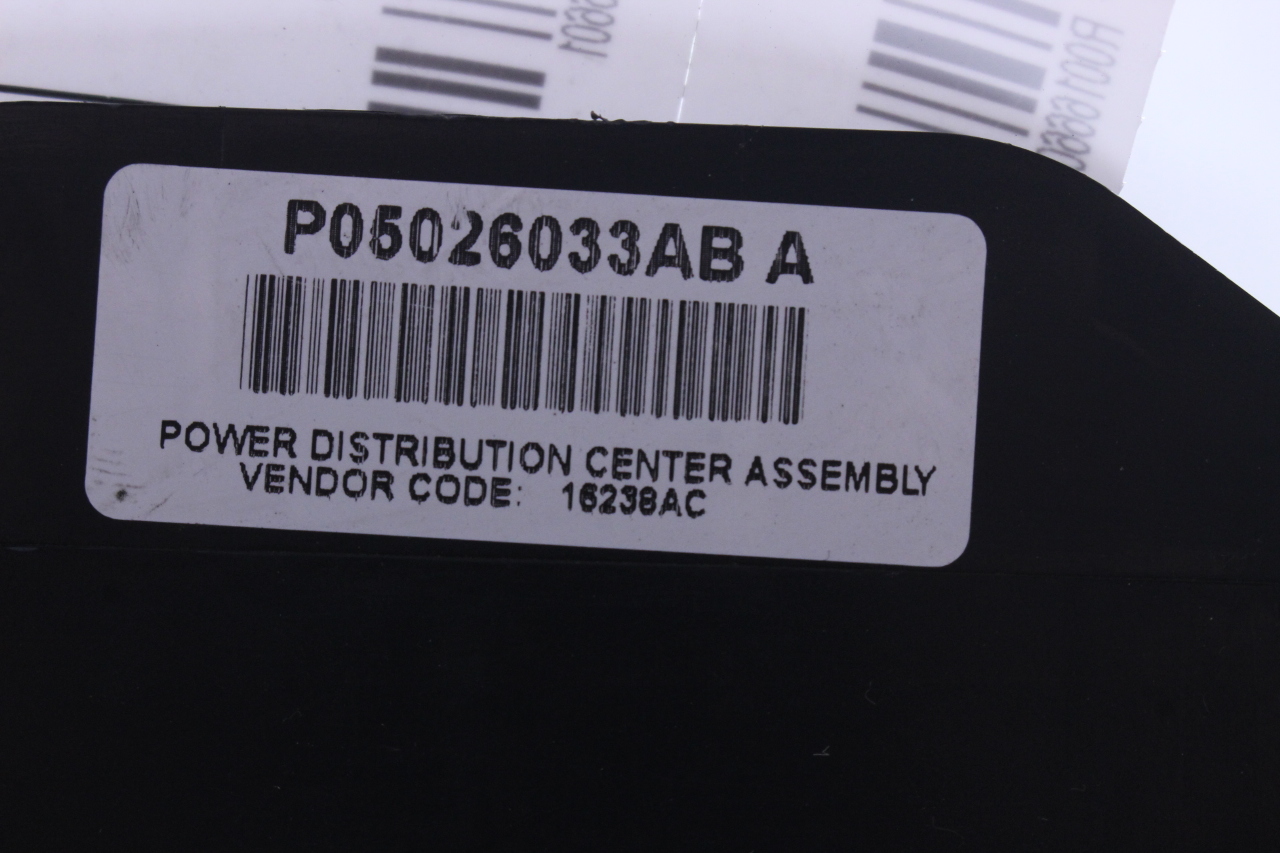 P05026033AB A
POWER DISTRIBUTION CENTER ASSEMBLY
VENDOR CODE: 16238AC